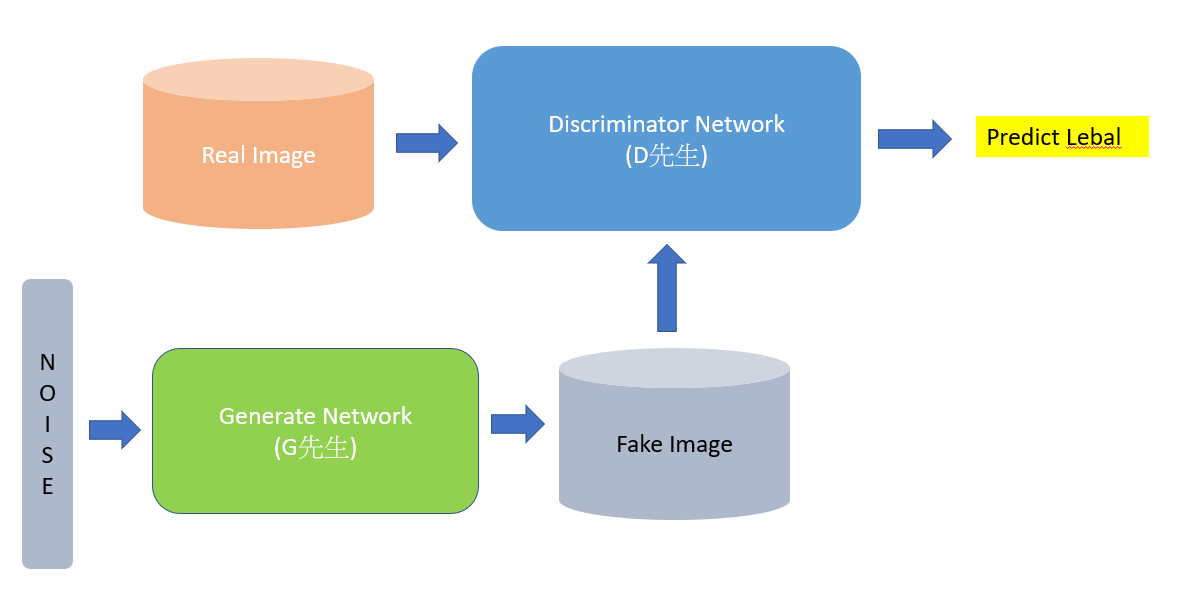 Real Image
Discriminator Network
(D先生)
Predict Lebal
N
O
I
S
E
Generate Network
(G先生)
Fake Image